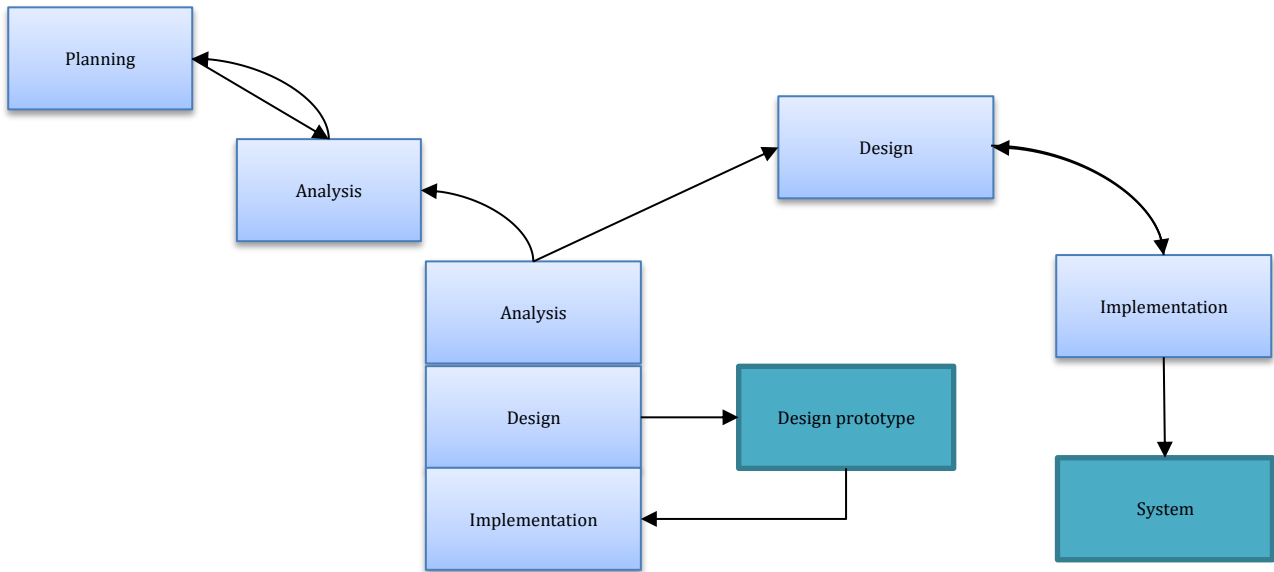 Planning
Analysis
Design
Analysis
Implementation
Design
Design prototype
Implementation
System